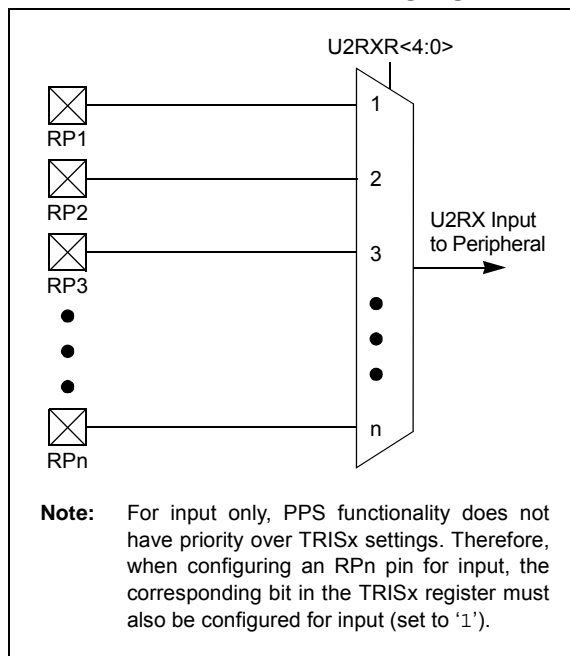 U2RXR<4:0>
1
RP1
2
RP2
U2RX Input
to Peripheral
3
RP3
n
RPn
Note: For input only, PPS functionality does not
have priority over TRISx settings. Therefore,
when configuring an RPn pin for input, the
corresponding bit in the TRISx register must
also be configured for input (set to ‘1’).